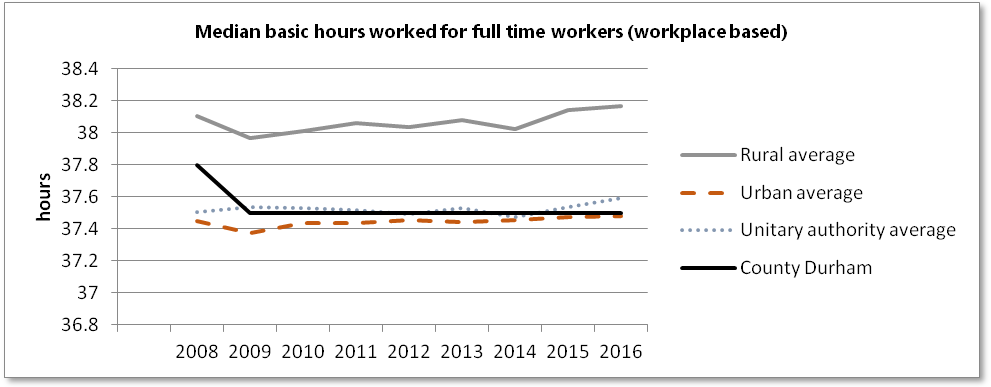 Median basic hours worked for full time workers (workplace based)
hours
38.4
38.2
38
37.8
37.6
37.4
37.2
37
36.8
2008 2009 2010 2011 2012 2013 2014 2015 2016
Rural average
Urban average
Unitary authority average
County Durham